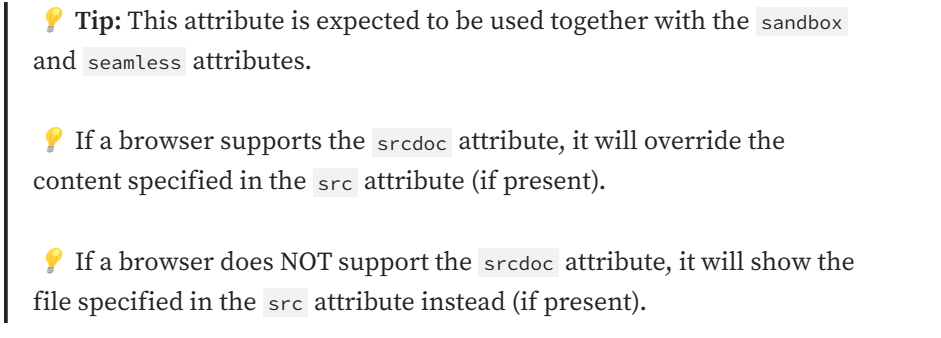 💡 Tip: This attribute is expected to be used together with the sandbox
and seamless attributes.
💡 If a browser supports the srcdoc attribute, it will override the
content specified in the src attribute (if present).
💡 If a browser does NOT support the srcdoc attribute, it will show the
file specified in the src attribute instead (if present).